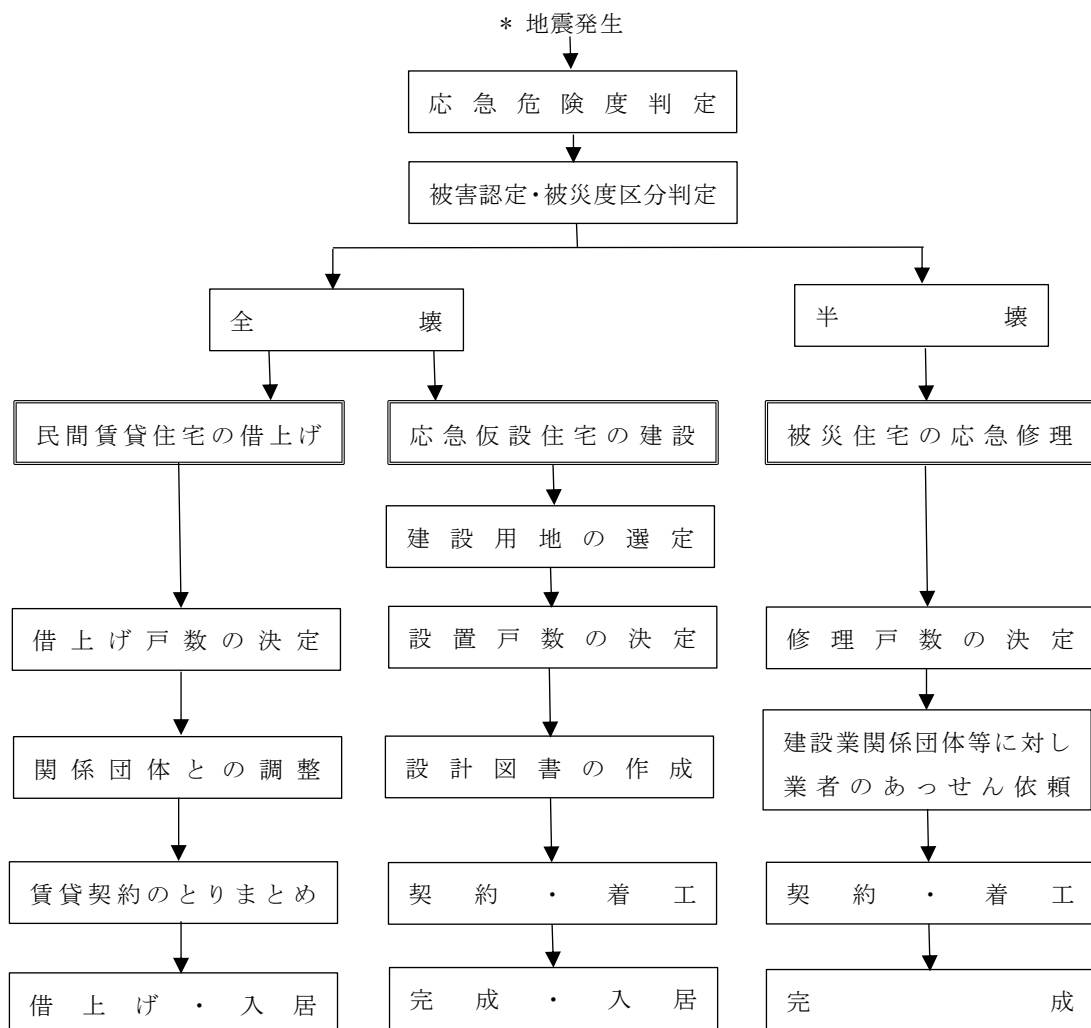 * 地震発生
応急危険度判定
被害認定・被災度区分判定
全壊
半壊
民間賃貸住宅の借上げ
応急仮設住宅の建設
被災住宅の応急修理
建設用地の選定
借上げ戸数の決定
設置戸数の決定
修理戸数の決定
関係団体との調整
設計図書の作成
建設業関係団体等に対し
業者のあっせん依頼
賃貸契約のとりまとめ
契約・着工
契約・着工
借上げ・入居
完成・入居
完成